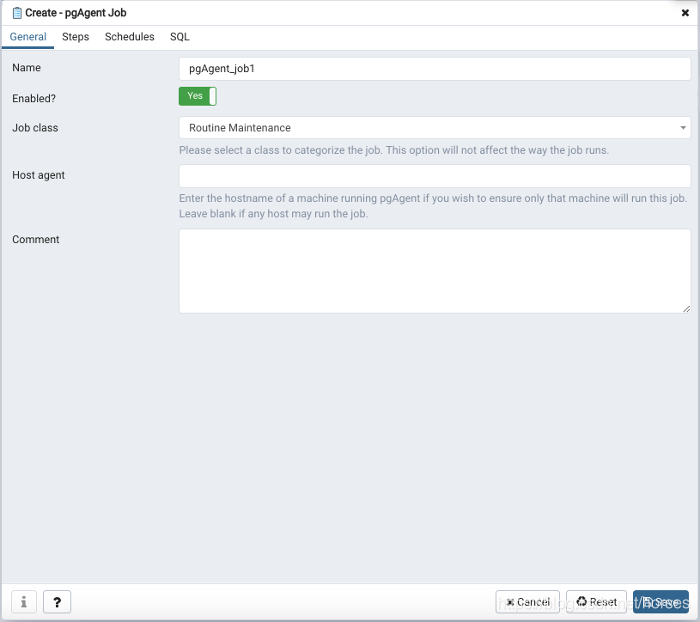 Create - pgAgent Job
General Steps Schedules SQL
Name
pgAgent_job1
Enabled?
Yes
Job class
Routine Maintenance
Please select a class to categorize the job. This option will not affect the way the job runs.
Host agent
Enter the hostname of a machine running pgAgent if you wish to ensure only that machine will run this job.
Leave blank if any host may run the job.
Comment
Cancel Reset Save